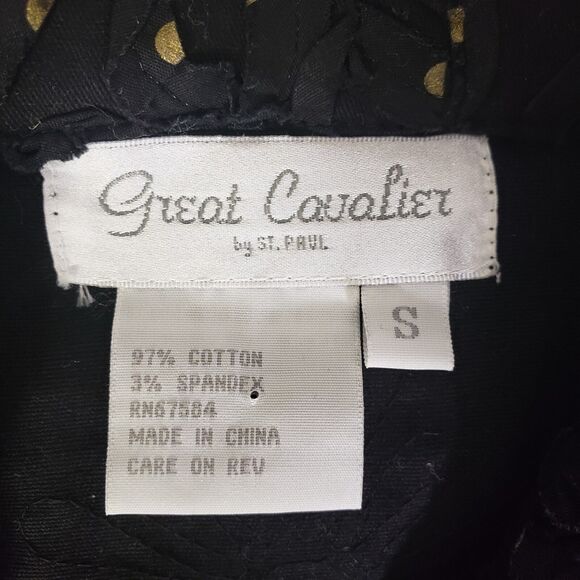 Great Cavalier
by ST. PAUL
S
97% COTTON
3% SPANDEX
RN67584
MADE IN CHINA
CARE ON REV